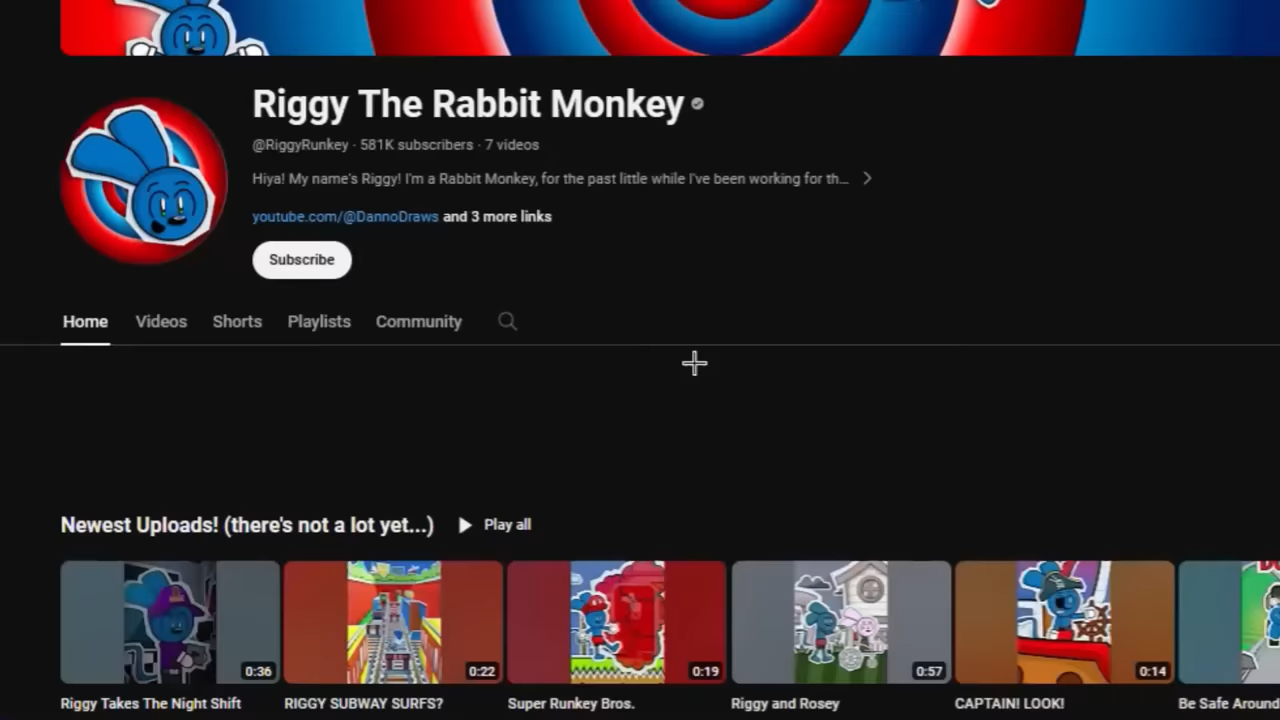 Riggy The Rabbit Monkey
@RiggyRunkey · 581K subscribers · 7 videos
Hiya! My name's Riggy! I'm a Rabbit Monkey, for the past little while I've been working for th...
youtube.com/@DannoDraws and 3 more links
Subscribe
Home Videos Shorts Playlists Community
Newest Uploads! (there's not a lot yet...) Play all
0:36 0:22 0:19 0:57 0:14
Riggy Takes The Night Shift RIGGY SUBWAY SURFS? Super Runkey Bros. Riggy and Rosey CAPTAIN! LOOK! Be Safe Around